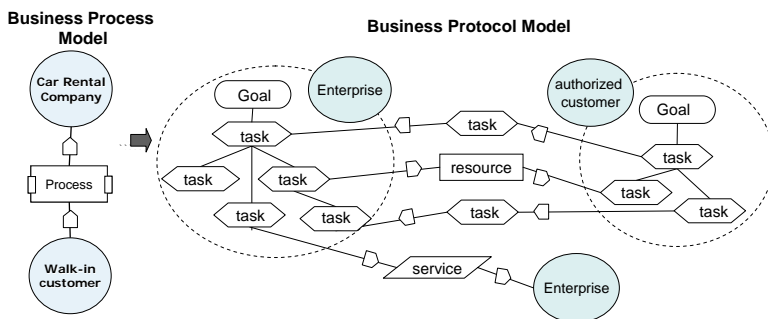 Business Process
Model
Business Protocol Model
Car Rental
Company
Process
Walk-in
customer
Goal
Enterprise
task
task
task
task
task
task
resource
task
service
Enterprise
authorized
customer
Goal
task
task
task